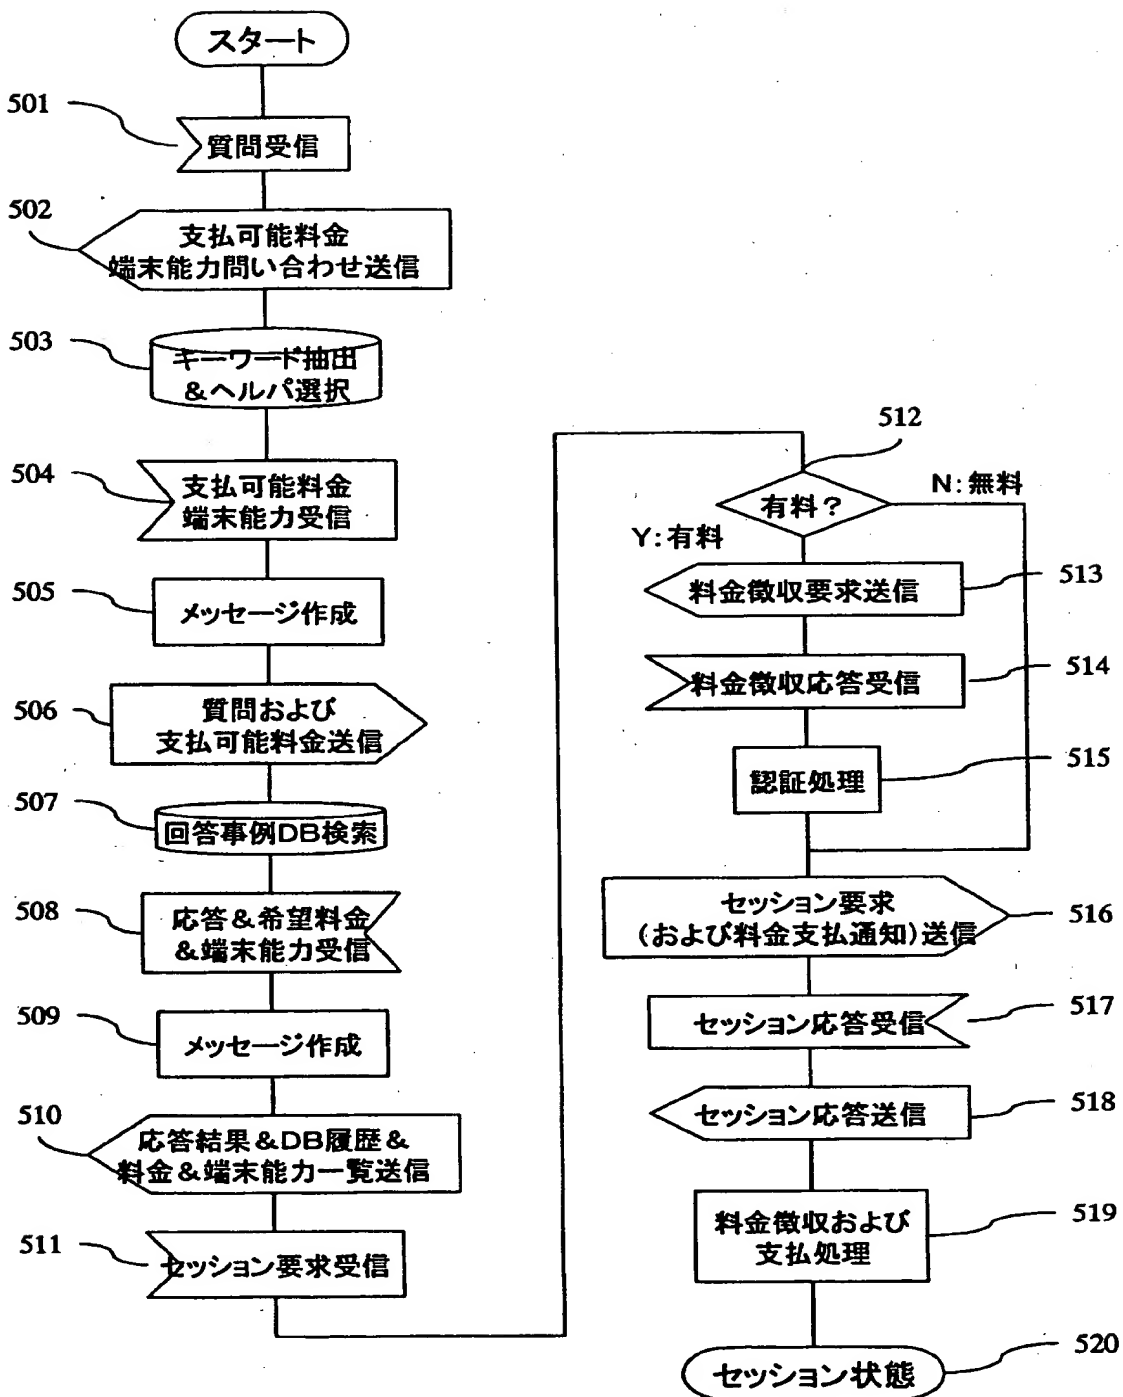 スタート
501
質問受信
502
支払可能料金
端末能力問い合わせ送信
503
キーワード抽出
&ヘルパ選択
504
支払可能料金
端末能力受信
505
メッセージ作成
506
質問および
支払可能料金送信
507
回答事例DB検索
508
応答&希望料金
&端末能力受信
509
メッセージ作成
510
応答結果&DB履歴&
料金&端末能力一覧送信
511
セッション要求受信
512
有料?
N:無料
Y:有料
513
料金徴収要求送信
514
料金徴収応答受信
515
認証処理
516
セッション要求
(および料金支払通知)送信
517
セッション応答受信
518
セッション応答送信
519
料金徴収および
支払処理
520
セッション状態